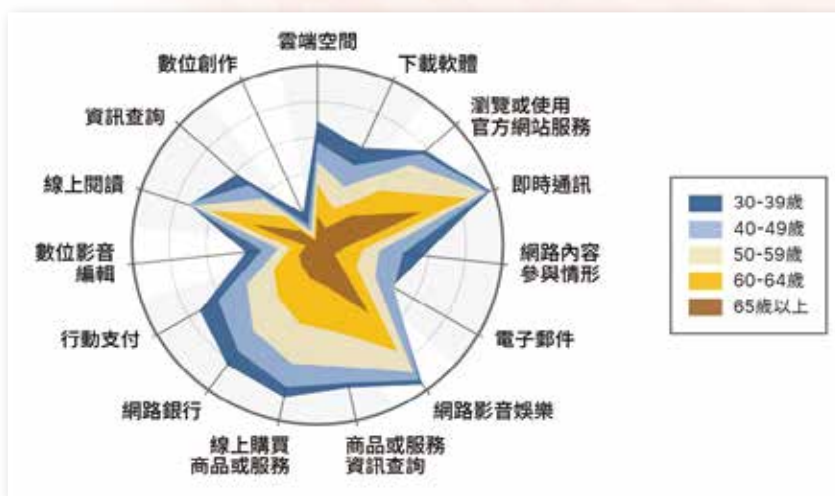 雲端空間
下載軟體
瀏覽或使用
官方網站服務
即時通訊
網路內容
參與情形
電子郵件
網路影音娛樂
商品或服務
資訊查詢
線上購買
商品或服務
網路銀行
行動支付
數位影音
編輯
線上閱讀
資訊查詢
數位創作
30-39歲
40-49歲
50-59歲
60-64歲
65歲以上